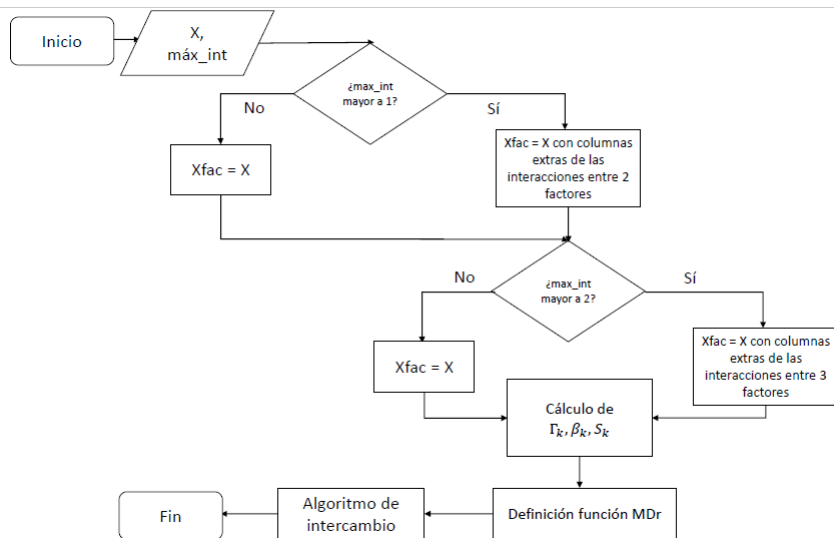 Inicio
X,
máx_int
¿max_int
mayor a 1?
No
Sí
Xfac = X
Xfac = X con columnas
extras de las
interacciones entre 2
factores
¿max_int
mayor a 2?
No
Sí
Xfac = X
Xfac = X con columnas
extras de las
interacciones entre 3
factores
Cálculo de
Γₖ, βₖ, Sₖ
Definición función MDr
Algoritmo de
intercambio
Fin